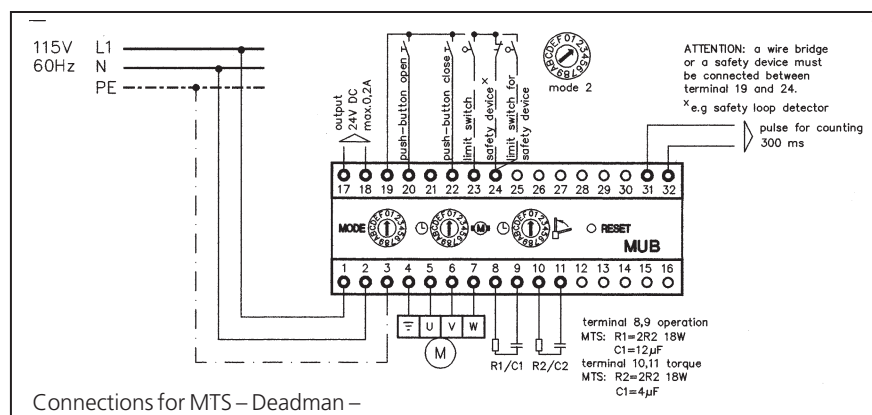 115V L1
60Hz N
PE
output
24V DC
max.0,2A
push-button open
push-button close
limit switch
safety device x
limit switch for
safety device
0123456789ABCDEF
mode 2
ATTENTION: a wire bridge
or a safety device must
be connected between
terminal 19 and 24.
x e.g safety loop detector
pulse for counting
300 ms
17 18 19 20 21 22 23 24 25 26 27 28 29 30 31 32
MODE 0123456789ABCDEF 0123456789ABCDEF M 0123456789ABCDEF RESET
MUB
1 2 3 4 5 6 7 8 9 10 11 12 13 14 15 16
U V W
M
R1/C1 R2/C2
terminal 8,9 operation
MTS: R1=2R2 18W
C1=12µF
terminal 10,11 torque
MTS: R2=2R2 18W
C1=4µF
Connections for MTS – Deadman –